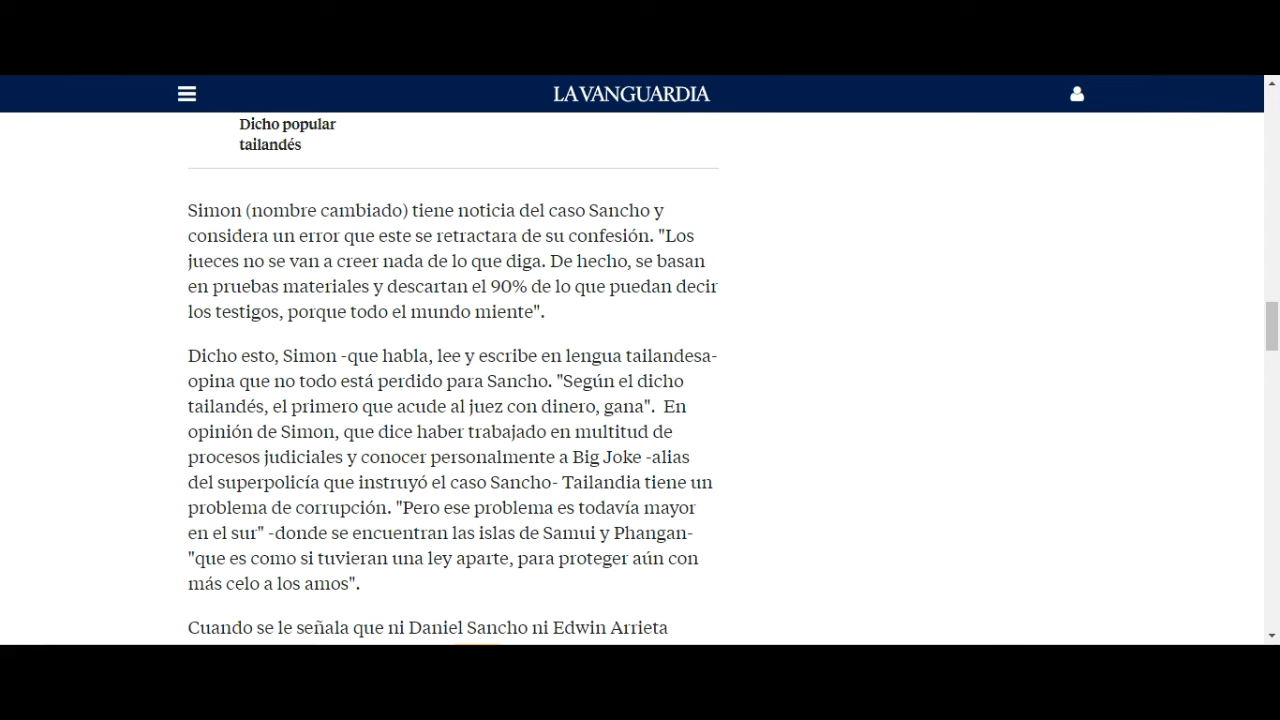 LA VANGUARDIA
Dicho popular
tailandés
Simon (nombre cambiado) tiene noticia del caso Sancho y
considera un error que este se retractara de su confesión. "Los
jueces no se van a creer nada de lo que diga. De hecho, se basan
en pruebas materiales y descartan el 90% de lo que puedan decir
los testigos, porque todo el mundo miente".
Dicho esto, Simon -que habla, lee y escribe en lengua tailandesa-
opina que no todo está perdido para Sancho. "Según el dicho
tailandés, el primero que acude al juez con dinero, gana".  En
opinión de Simon, que dice haber trabajado en multitud de
procesos judiciales y conocer personalmente a Big Joke -alias
del superpolicía que instruyó el caso Sancho- Tailandia tiene un
problema de corrupción. "Pero ese problema es todavía mayor
en el sur" -donde se encuentran las islas de Samui y Phangan-
"que es como si tuvieran una ley aparte, para proteger aún con
más celo a los amos".
Cuando se le señala que ni Daniel Sancho ni Edwin Arrieta